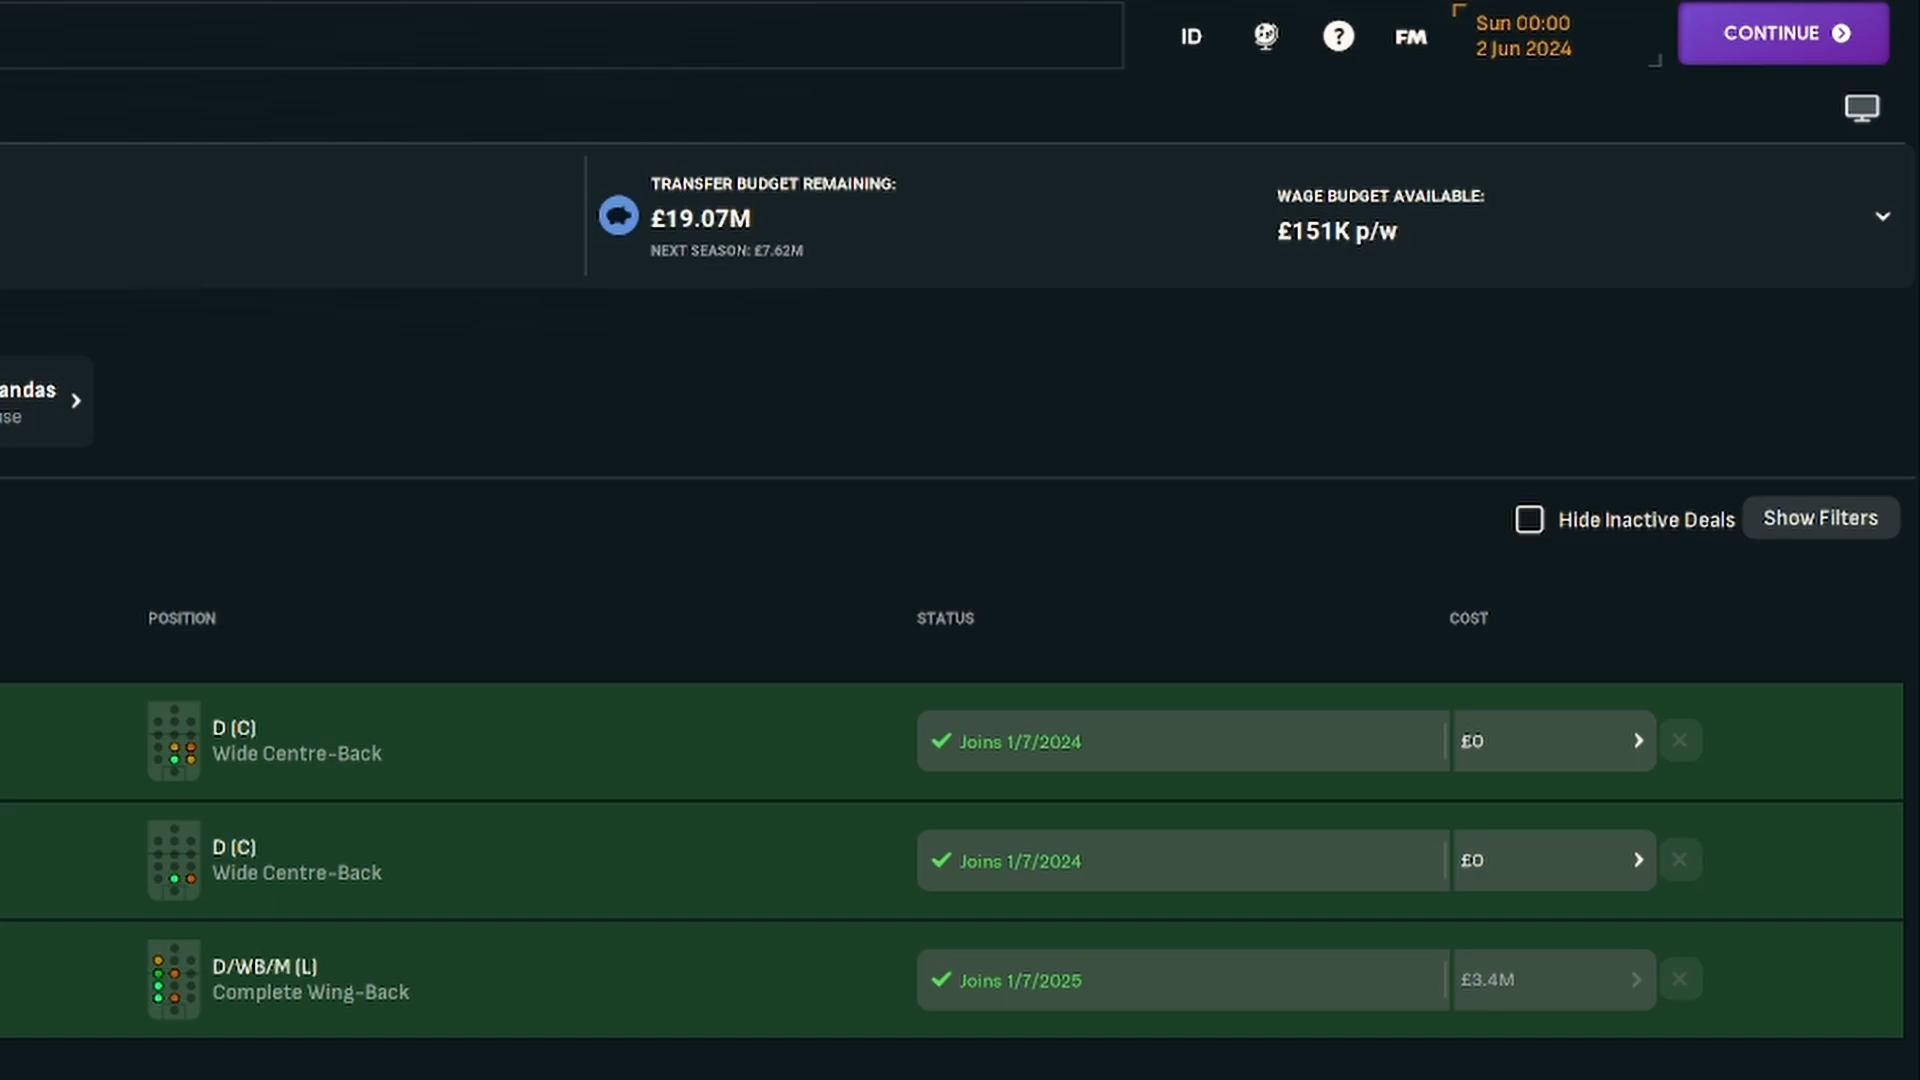 ID
?
FM
Sun 00:00
2 Jun 2024
CONTINUE
TRANSFER BUDGET REMAINING:
£19.07M
NEXT SEASON: £7.62M
WAGE BUDGET AVAILABLE:
£151K p/w
andas
se
Hide Inactive Deals
Show Filters
POSITION
STATUS
COST
D (C)
Wide Centre-Back
Joins 1/7/2024
£0
D (C)
Wide Centre-Back
Joins 1/7/2024
£0
D/WB/M (L)
Complete Wing-Back
Joins 1/7/2025
£3.4M